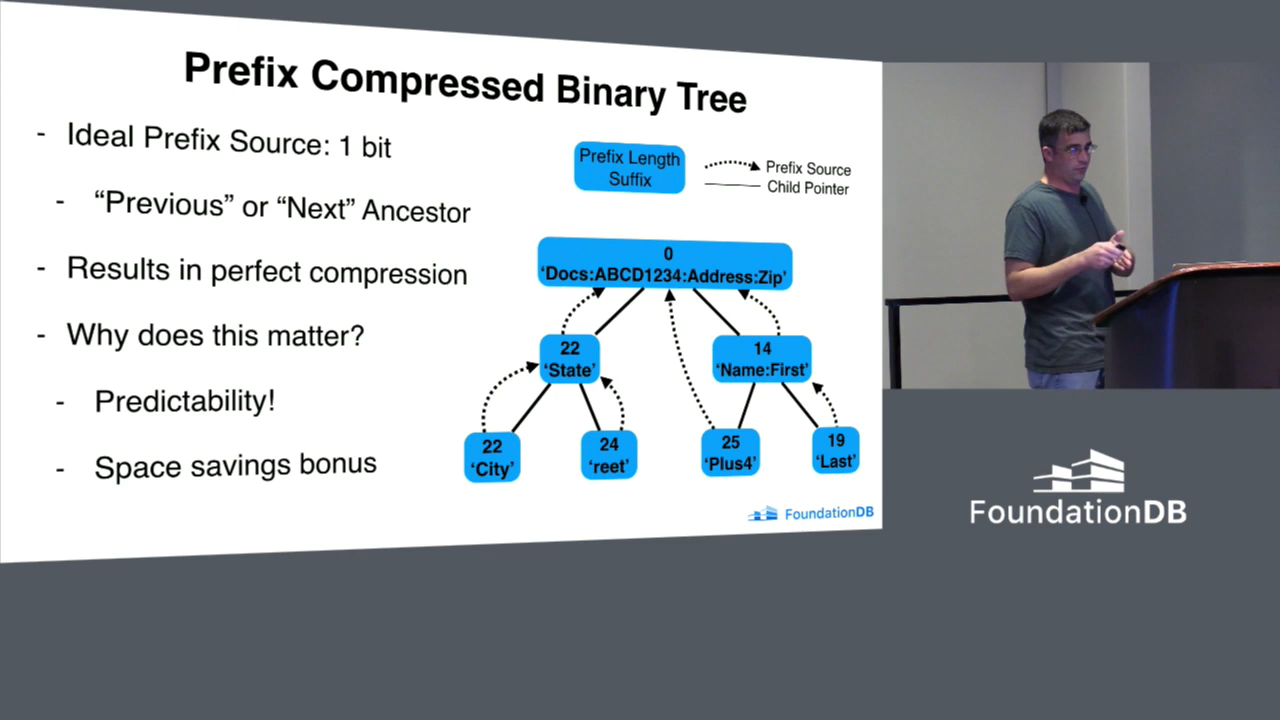 Prefix Compressed Binary Tree
- Ideal Prefix Source: 1 bit
- “Previous” or “Next” Ancestor
- Results in perfect compression
- Why does this matter?
- Predictability!
- Space savings bonus
Prefix Length
Suffix
Prefix Source
Child Pointer
0
‘Docs:ABCD1234:Address:Zip’
22
‘State’
14
‘Name:First’
22
‘City’
24
‘reet’
25
‘Plus4’
19
‘Last’
FoundationDB
FoundationDB